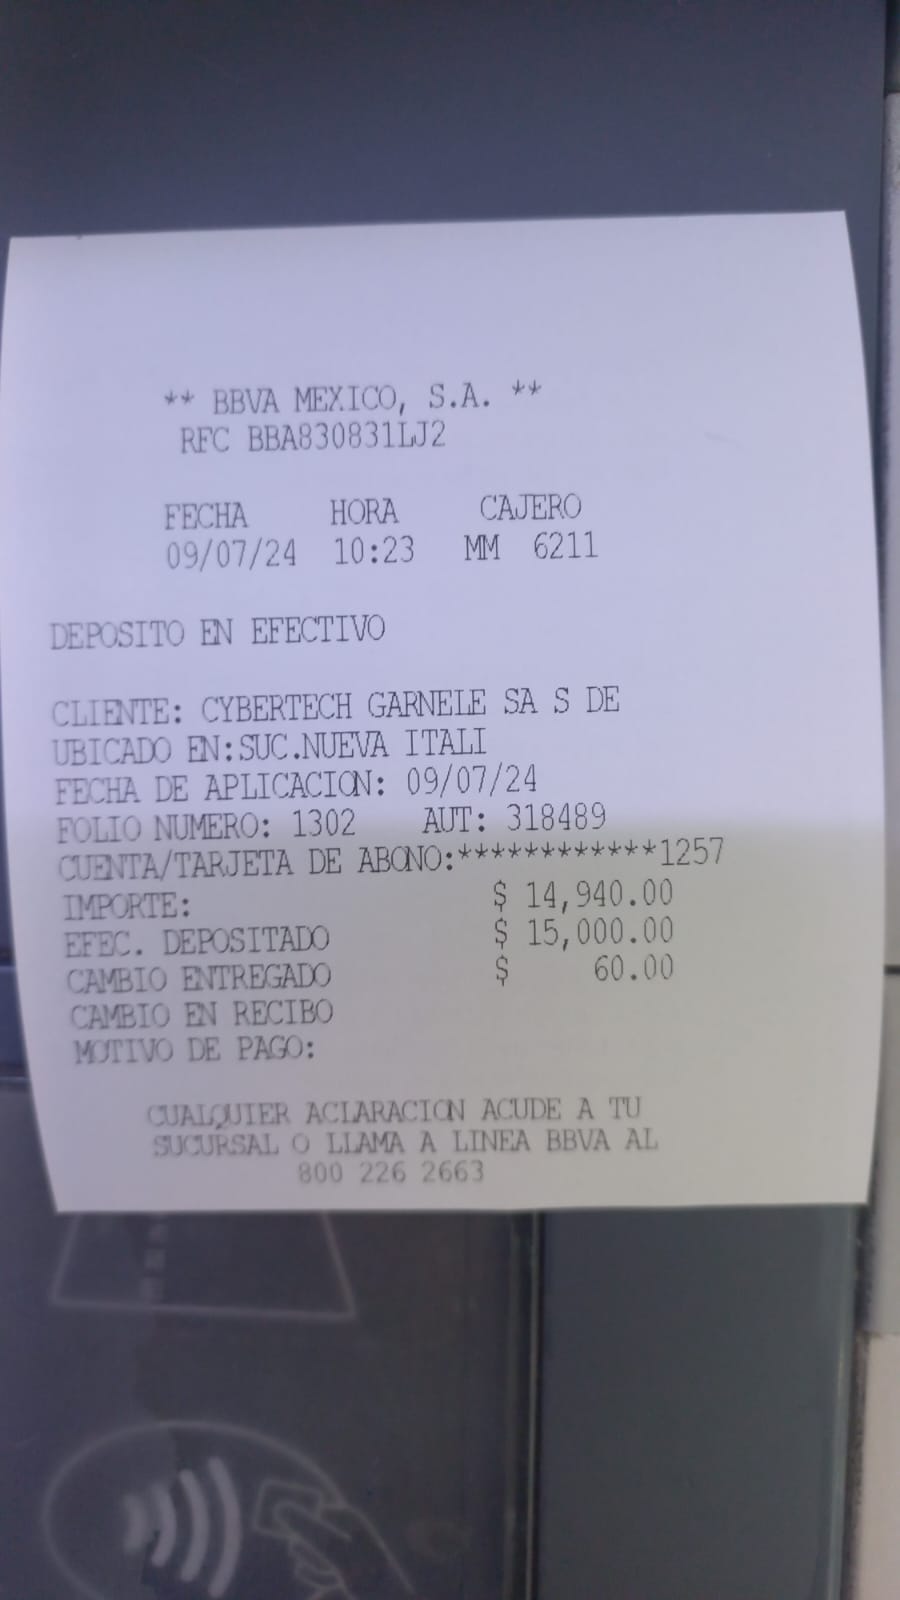 ** BBVA MEXICO, S.A. **
RFC BBA830831LJ2
FECHA HORA CAJERO
09/07/24 10:23 MM 6211
DEPOSITO EN EFECTIVO
CLIENTE: CYBERTECH GARNELE SA S DE
UBICADO EN:SUC.NUEVA ITALI
FECHA DE APLICACION: 09/07/24
FOLIO NUMERO: 1302 AUT: 318489
CUENTA/TARJETA DE ABONO:************1257
IMPORTE: $ 14,940.00
EFEC. DEPOSITADO $ 15,000.00
CAMBIO ENTREGADO $ 60.00
CAMBIO EN RECIBO
MOTIVO DE PAGO:
CUALQUIER ACLARACION ACUDE A TU
SUCURSAL O LLAMA A LINEA BBVA AL
800 226 2663